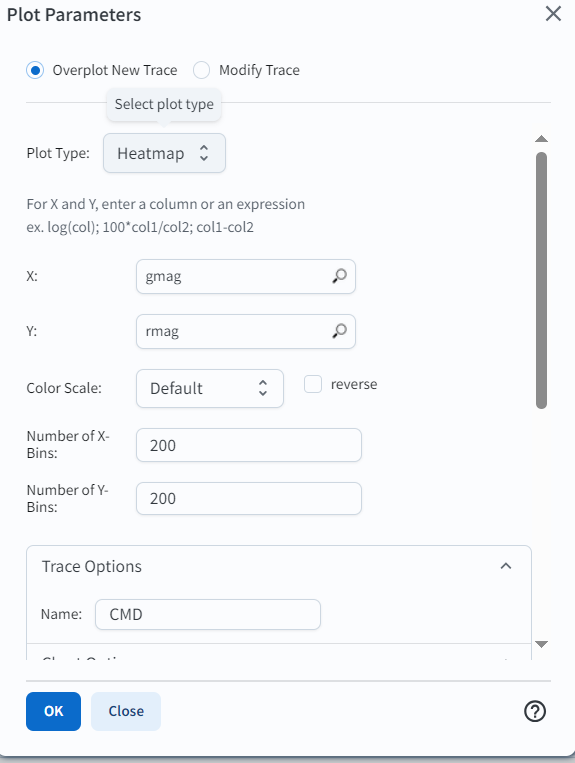 Plot Parameters
Overplot New Trace
Modify Trace
Select plot type
Plot Type:
Heatmap
For X and Y, enter a column or an expression
ex. log(col); 100*col1/col2; col1-col2
X:
gmag
Y:
rmag
Color Scale:
Default
reverse
Number of X-
Bins:
200
Number of Y-
Bins:
200
Trace Options
Name:
CMD
OK
Close